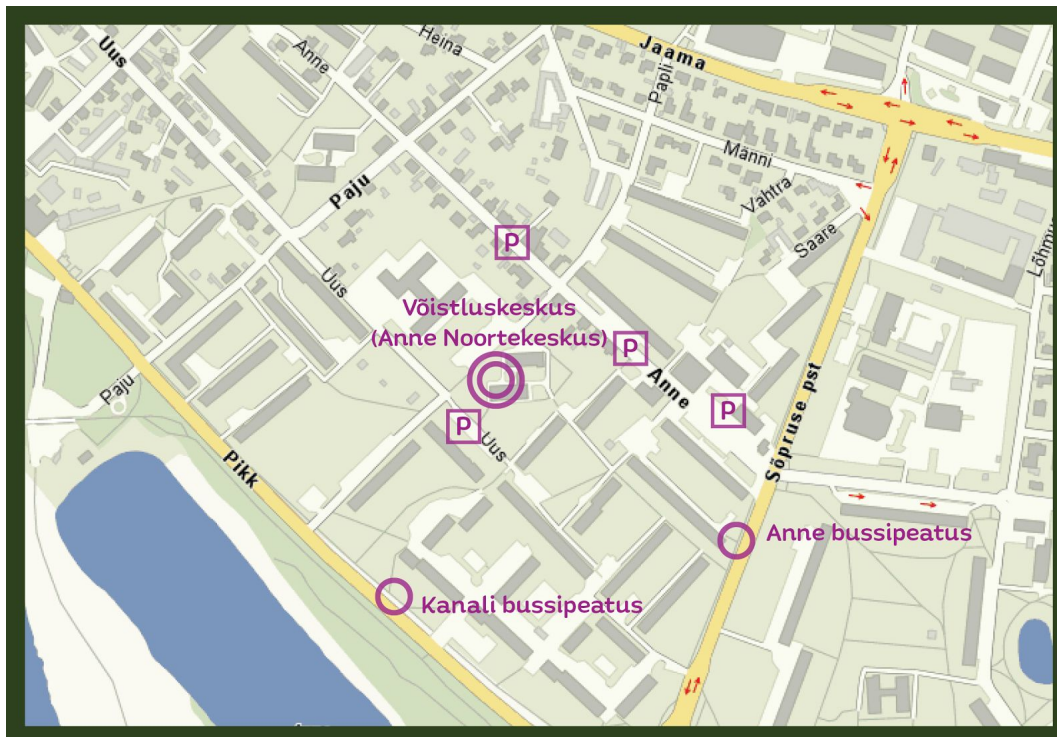 Uus
Anne
Heina
Jaama
Papli
Männi
Vahtra
Saare
Paju
P
Uus
Võistluskeskus
(Anne Noortekeskus)
P
Anne
P
Paju
P
Uus
Pikk
Sõpruse pst
Anne bussipeatus
Kanali bussipeatus